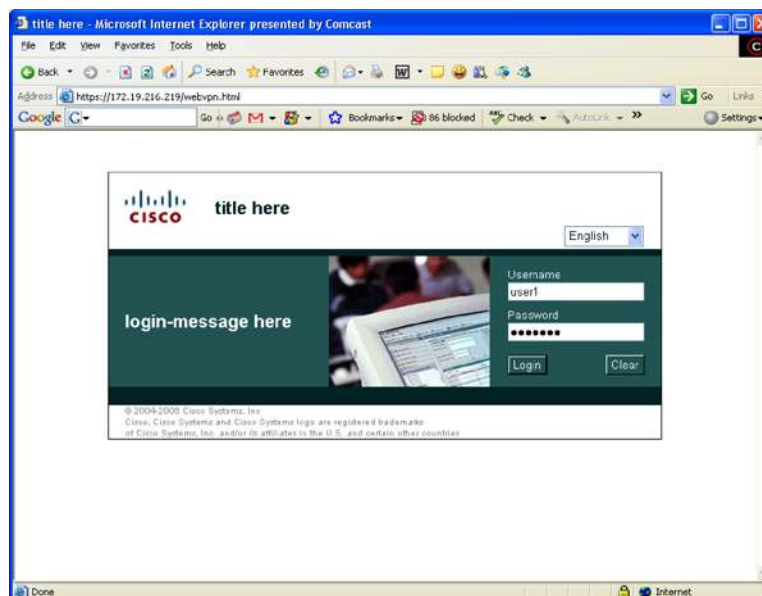 title here - Microsoft Internet Explorer presented by Comcast
File Edit View Favorites Tools Help
Back Search Favorites
Address https://172.19.216.219/webvpn.html Go Links
Google Go Bookmarks 86 blocked Check AutoLink Settings
CISCO title here
English
Username
user1
login-message here
Password
Login Clear
© 2004-2005 Cisco Systems, Inc
Cisco, Cisco Systems and Cisco Systems logo are registered trademarks
of Cisco Systems, Inc. and/or its affiliates in the U.S. and certain other countries
Done Internet